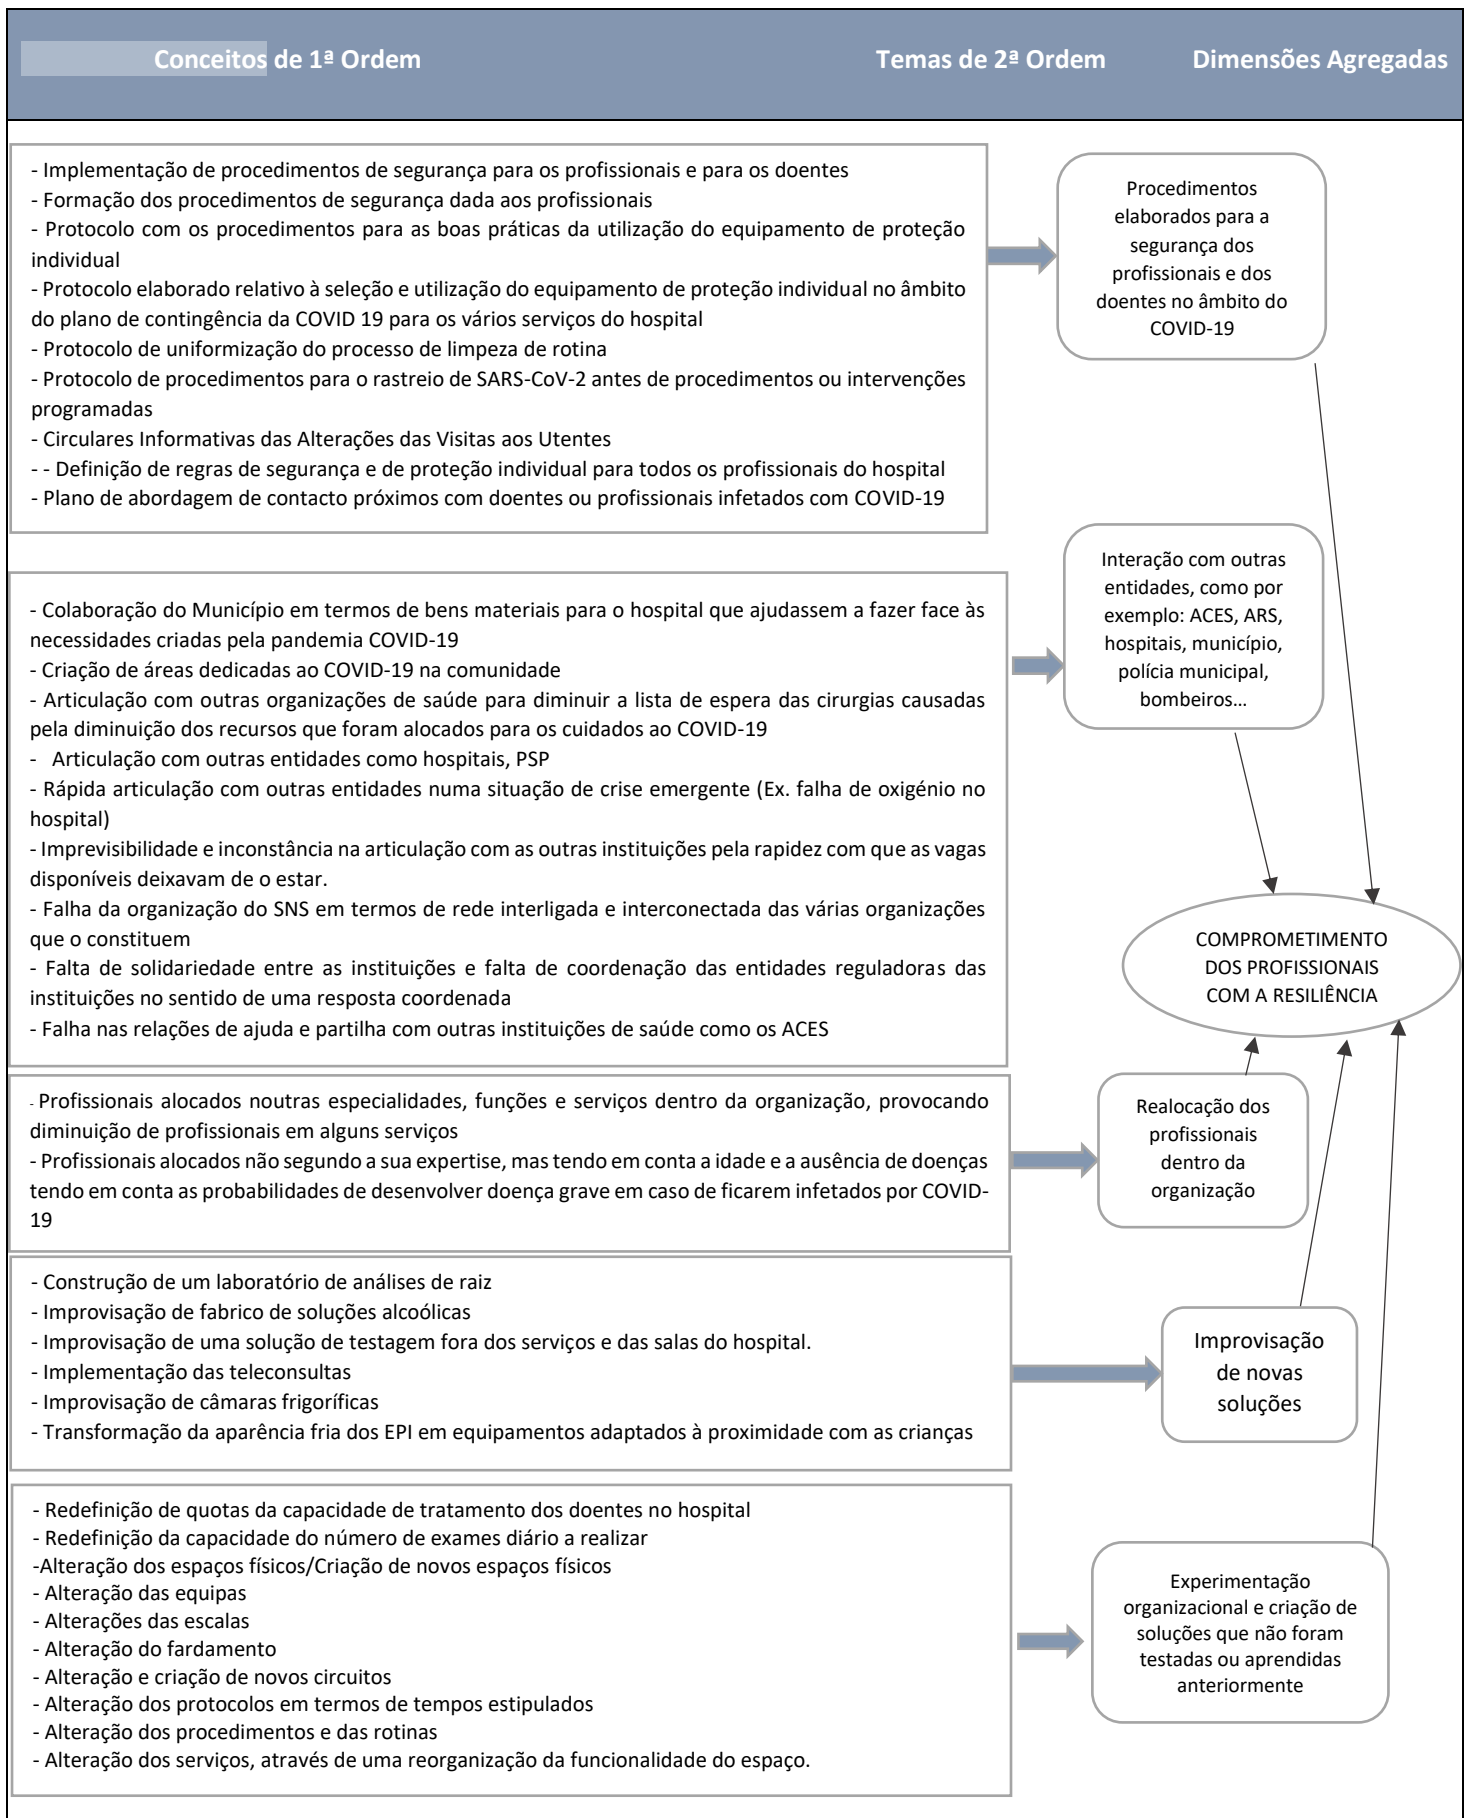 Conceitos de 1ª Ordem
Temas de 2ª Ordem
Dimensões Agregadas
- Implementação de procedimentos de segurança para os profissionais e para os doentes
- Formação dos procedimentos de segurança dada aos profissionais
- Protocolo com os procedimentos para as boas práticas da utilização do equipamento de proteção
individual
- Protocolo elaborado relativo à seleção e utilização do equipamento de proteção individual no âmbito
do plano de contingência da COVID 19 para os vários serviços do hospital
- Protocolo de uniformização do processo de limpeza de rotina
- Protocolo de procedimentos para o rastreio de SARS-CoV-2 antes de procedimentos ou intervenções
programadas
- Circulares Informativas das Alterações das Visitas aos Utentes
- - Definição de regras de segurança e de proteção individual para todos os profissionais do hospital
- Plano de abordagem de contacto próximos com doentes ou profissionais infetados com COVID-19
Procedimentos
elaborados para a
segurança dos
profissionais e dos
doentes no âmbito do
COVID-19
- Colaboração do Município em termos de bens materiais para o hospital que ajudassem a fazer face às
necessidades criadas pela pandemia COVID-19
- Criação de áreas dedicadas ao COVID-19 na comunidade
- Articulação com outras organizações de saúde para diminuir a lista de espera das cirurgias causadas
pela diminuição dos recursos que foram alocados para os cuidados ao COVID-19
- Articulação com outras entidades como hospitais, PSP
- Rápida articulação com outras entidades numa situação de crise emergente (Ex. falha de oxigénio no
hospital)
- Imprevisibilidade e inconstância na articulação com as outras instituições pela rapidez com que as vagas
disponíveis deixavam de o estar.
- Falha da organização do SNS em termos de rede interligada e interconectada das várias organizações
que o constituem
- Falta de solidariedade entre as instituições e falta de coordenação das entidades reguladoras das
instituições no sentido de uma resposta coordenada
- Falha nas relações de ajuda e partilha com outras instituições de saúde como os ACES
Interação com outras
entidades, como por
exemplo: ACES, ARS,
hospitais, município,
polícia municipal,
bombeiros…
COMPROMETIMENTO
DOS PROFISSIONAIS
COM A RESILIÊNCIA
- Profissionais alocados noutras especialidades, funções e serviços dentro da organização, provocando
diminuição de profissionais em alguns serviços
- Profissionais alocados não segundo a sua expertise, mas tendo em conta a idade e a ausência de doenças
tendo em conta as probabilidades de desenvolver doença grave em caso de ficarem infetados por COVID-
19
Realocação dos
profissionais
dentro da
organização
- Construção de um laboratório de análises de raiz
- Improvisação de fabrico de soluções alcoólicas
- Improvisação de uma solução de testagem fora dos serviços e das salas do hospital.
- Implementação das teleconsultas
- Improvisação de câmaras frigoríficas
- Transformação da aparência fria dos EPI em equipamentos adaptados à proximidade com as crianças
Improvisação
de novas
soluções
- Redefinição de quotas da capacidade de tratamento dos doentes no hospital
- Redefinição da capacidade do número de exames diário a realizar
-Alteração dos espaços físicos/Criação de novos espaços físicos
- Alteração das equipas
- Alterações das escalas
- Alteração do fardamento
- Alteração e criação de novos circuitos
- Alteração dos protocolos em termos de tempos estipulados
- Alteração dos procedimentos e das rotinas
- Alteração dos serviços, através de uma reorganização da funcionalidade do espaço.
Experimentação
organizacional e criação de
soluções que não foram
testadas ou aprendidas
anteriormente